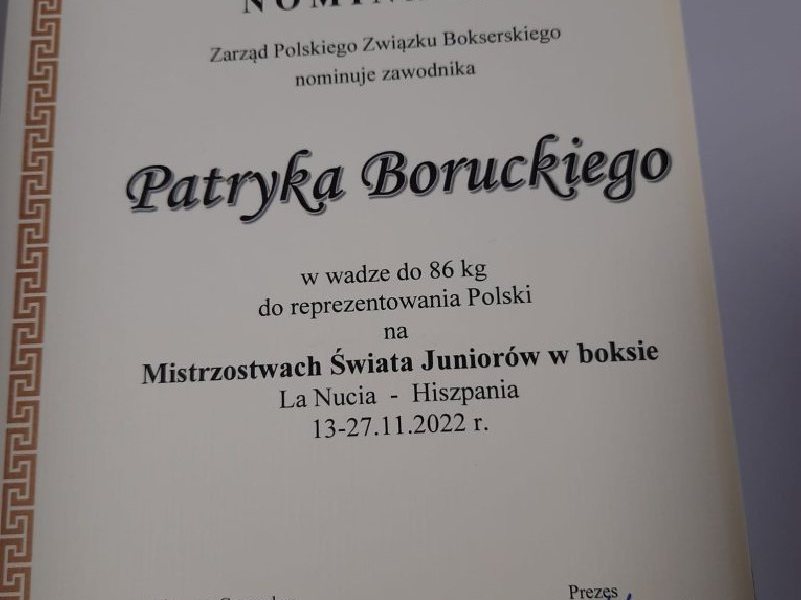 Zarząd Polskiego Związku Bokserskiego
nominuje zawodnika
Patryka Boruckiego
w wadze do 86 kg
do reprezentowania Polski
na
Mistrzostwach Świata Juniorów w boksie
La Nucia - Hiszpania
13-27.11.2022 r.
Prezes